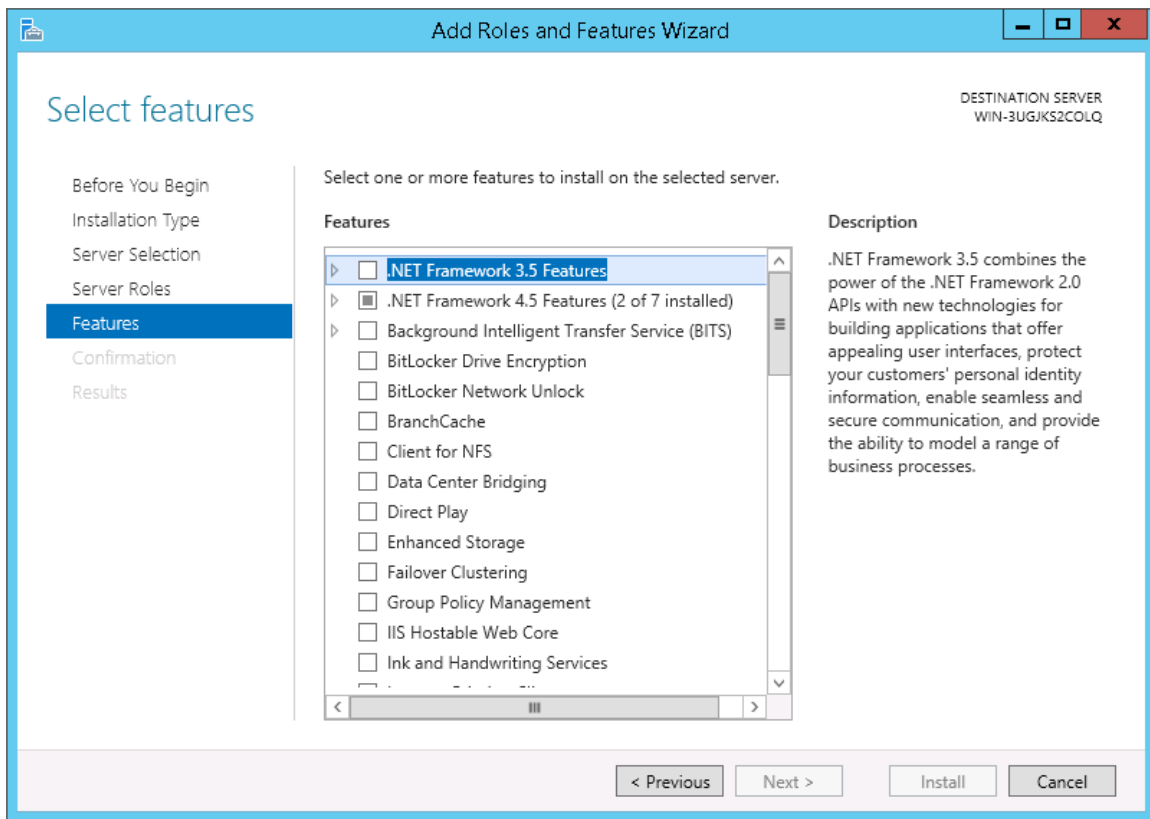 Add Roles and Features Wizard
Select features
DESTINATION SERVER
WIN-3UGJKS2COLQ
Before You Begin
Installation Type
Server Selection
Server Roles
Features
Confirmation
Results
Select one or more features to install on the selected server.
Features
.NET Framework 3.5 Features
.NET Framework 4.5 Features (2 of 7 installed)
Background Intelligent Transfer Service (BITS)
BitLocker Drive Encryption
BitLocker Network Unlock
BranchCache
Client for NFS
Data Center Bridging
Direct Play
Enhanced Storage
Failover Clustering
Group Policy Management
IIS Hostable Web Core
Ink and Handwriting Services
Description
.NET Framework 3.5 combines the
power of the .NET Framework 2.0
APIs with new technologies for
building applications that offer
appealing user interfaces, protect
your customers' personal identity
information, enable seamless and
secure communication, and provide
the ability to model a range of
business processes.
< Previous
Next >
Install
Cancel